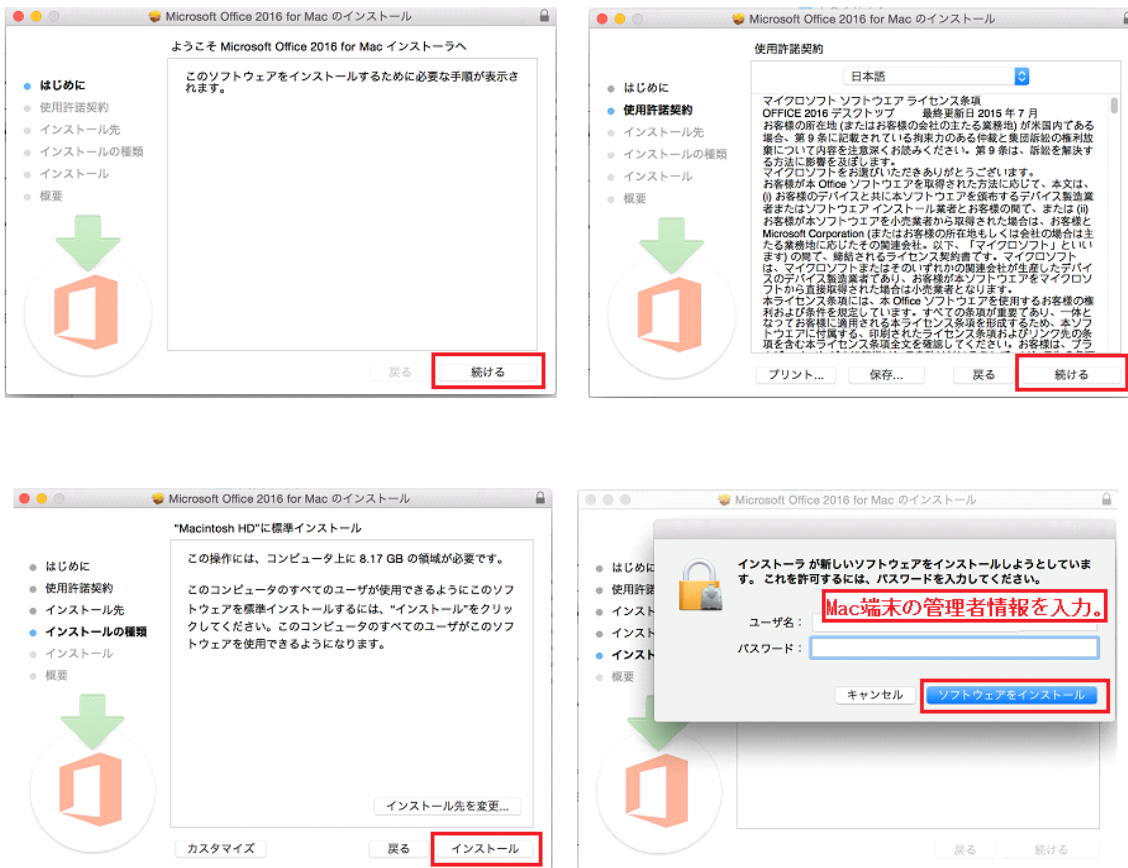 Microsoft Office 2016 for Mac のインストール
ようこそ Microsoft Office 2016 for Mac インストーラへ
このソフトウェアをインストールするために必要な手順が表示さ
れます。
はじめに
使用許諾契約
インストール先
インストールの種類
インストール
概要
戻る
続ける
Microsoft Office 2016 for Mac のインストール
使用許諾契約
日本語
はじめに
使用許諾契約
インストール先
インストールの種類
インストール
概要
マイクロソフト ソフトウエア ライセンス条項
OFFICE 2016 デスクトップ 最終更新日 2015 年 7 月
お客様の所在地 (またはお客様の会社の主たる業務地) が米国内である
場合、第 9 条に記載されている拘束力のある仲裁と集団訴訟の権利放
棄について内容を注意深くお読みください。第 9 条は、訴訟を解決す
る方法に影響を及ぼします。
マイクロソフトをお選びいただきありがとうございます。
お客様が本 Office ソフトウエアを取得された方法に応じて、本文は、
(i) お客様のデバイスと共に本ソフトウエアを頒布するデバイス製造業
者またはソフトウエア インストール業者とお客様の間で、または (ii)
お客様が本ソフトウエアを小売業者から取得された場合は、お客様と
Microsoft Corporation (またはお客様の所在地もしくは会社の場合は主
たる業務地に応じたその関連会社。以下、「マイクロソフト」といい
ます) の間で、締結されるライセンス契約書です。マイクロソフト
は、マイクロソフトまたはそのいずれかの関連会社が生産したデバイ
スのデバイス製造業者であり、お客様が本ソフトウエアをマイクロソ
フトから直接取得された場合は小売業者となります。
本ライセンス条項には、本 Office ソフトウエアを使用するお客様の権
利および条件を規定しています。すべての条項が重要であり、一体と
なってお客様に適用される本ライセンス条項を形成するため、本ソフ
トウエアに付属する、印刷されたライセンス条項およびリンク先の条
項を含む本ライセンス条項全文を確認してください。お客様は、プラ
プリント...
保存...
戻る
続ける
Microsoft Office 2016 for Mac のインストール
"Macintosh HD"に標準インストール
はじめに
使用許諾契約
インストール先
インストールの種類
インストール
概要
この操作には、コンピュータ上に 8.17 GB の領域が必要です。
このコンピュータのすべてのユーザが使用できるようにこのソフ
トウェアを標準インストールするには、"インストール"をクリッ
クしてください。このコンピュータのすべてのユーザがこのソフ
トウェアを使用できるようになります。
インストール先を変更...
カスタマイズ
戻る
インストール
Microsoft Office 2016 for Mac のインストール
はじめに
使用許諾
インスト
インスト
インスト
概要
インストーラ が新しいソフトウェアをインストールしようとしていま
す。これを許可するには、パスワードを入力してください。
Mac端末の管理者情報を入力。
ユーザ名：
パスワード：
キャンセル
ソフトウェアをインストール
戻る
続ける